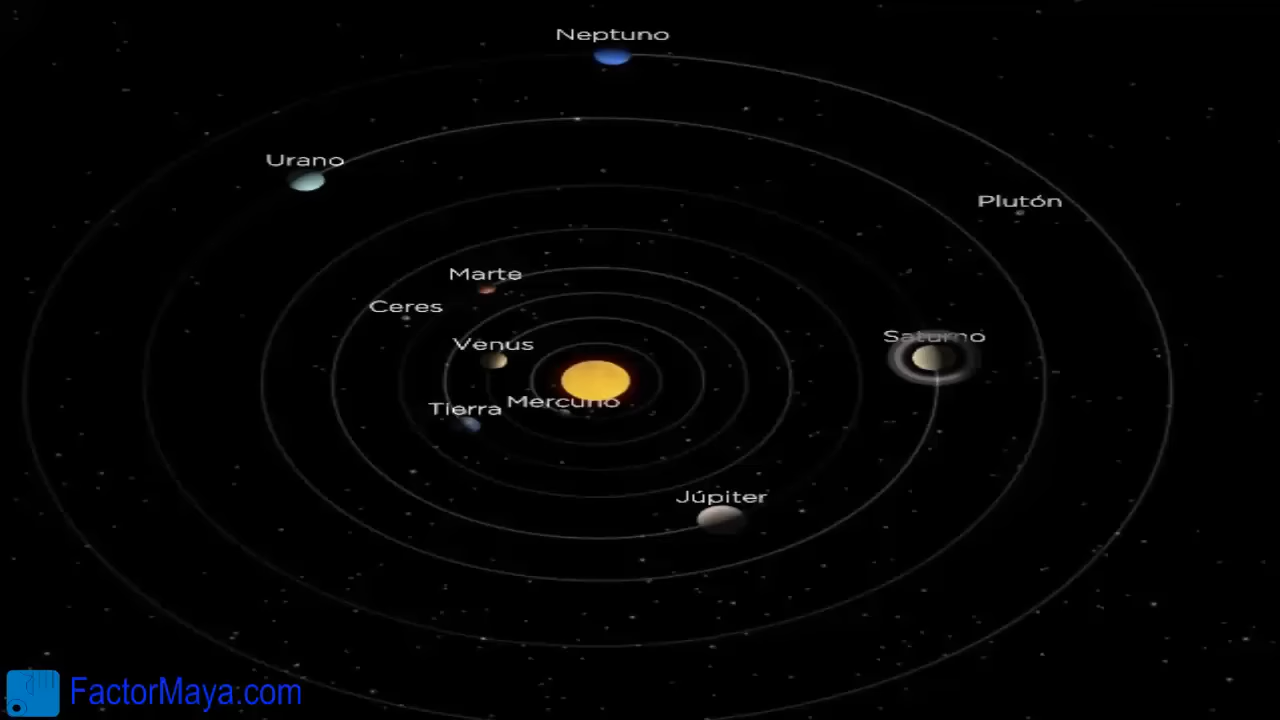 Neptuno
Urano
Plutón
Marte
Ceres
Saturno
Venus
Mercurio
Tierra
Júpiter
FactorMaya.com